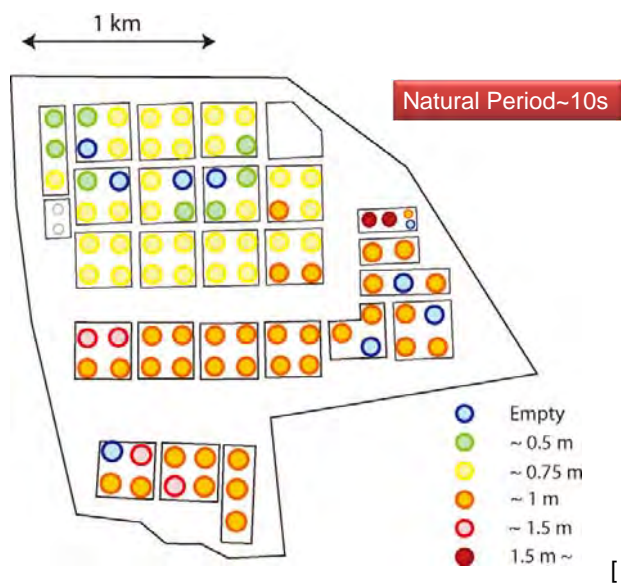 1 km
Natural Period~10s
Empty
~ 0.5 m
~ 0.75 m
~ 1 m
~ 1.5 m
1.5 m ~
[